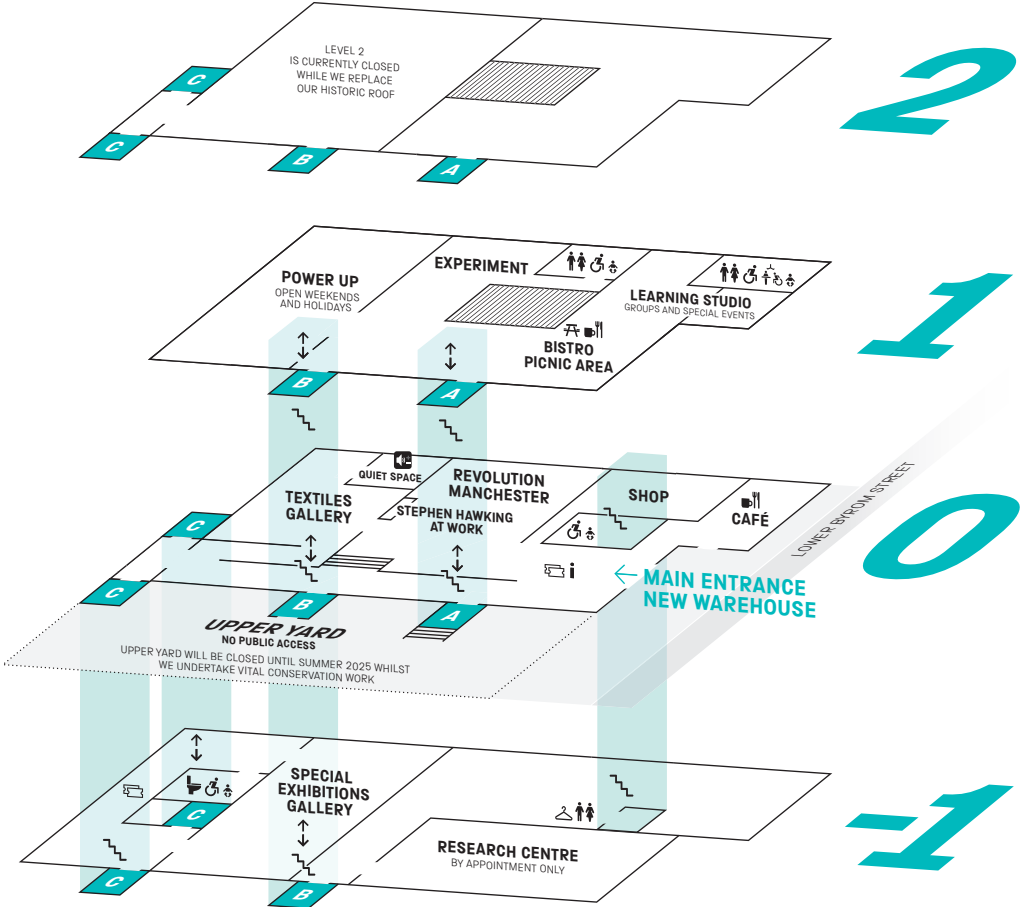 LEVEL 2
IS CURRENTLY CLOSED
WHILE WE REPLACE
OUR HISTORIC ROOF
C
C
B
A
2
POWER UP
OPEN WEEKENDS
AND HOLIDAYS
EXPERIMENT
LEARNING STUDIO
GROUPS AND SPECIAL EVENTS
BISTRO
PICNIC AREA
B
A
1
QUIET SPACE
REVOLUTION
MANCHESTER
TEXTILES
GALLERY
STEPHEN HAWKING
AT WORK
SHOP
CAFÉ
LOWER BYROM STREET
C
C
B
A
i
MAIN ENTRANCE
NEW WAREHOUSE
0
UPPER YARD
NO PUBLIC ACCESS
UPPER YARD WILL BE CLOSED UNTIL SUMMER 2025 WHILST
WE UNDERTAKE VITAL CONSERVATION WORK
SPECIAL
EXHIBITIONS
GALLERY
C
RESEARCH CENTRE
BY APPOINTMENT ONLY
C
B
-1